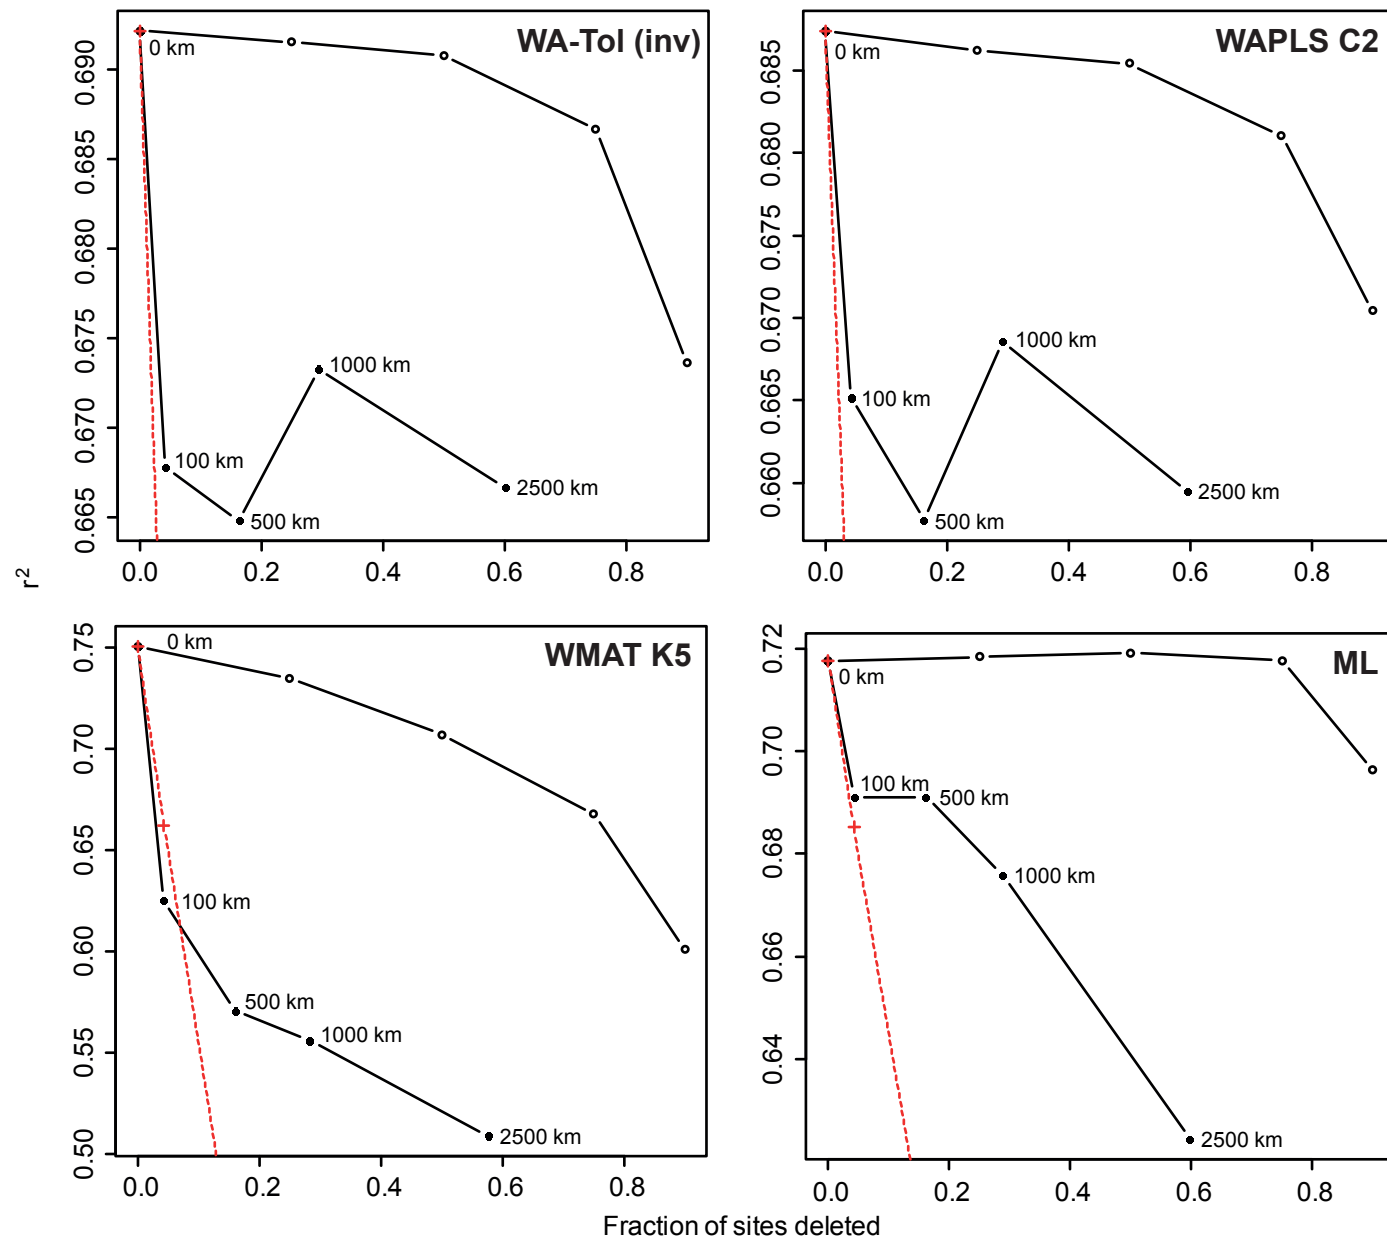 WA-Tol (inv)
0.690
0.685
0.680
0.675
0.670
0.665
0 km
100 km
500 km
1000 km
2500 km
0.0 0.2 0.4 0.6 0.8
WAPLS C2
0.685
0.680
0.675
0.670
0.665
0.660
0 km
100 km
500 km
1000 km
2500 km
0.0 0.2 0.4 0.6 0.8
r²
WMAT K5
0.75
0.70
0.65
0.60
0.55
0.50
0 km
100 km
500 km
1000 km
2500 km
0.0 0.2 0.4 0.6 0.8
ML
0.72
0.70
0.68
0.66
0.64
0 km
100 km
500 km
1000 km
2500 km
0.0 0.2 0.4 0.6 0.8
Fraction of sites deleted